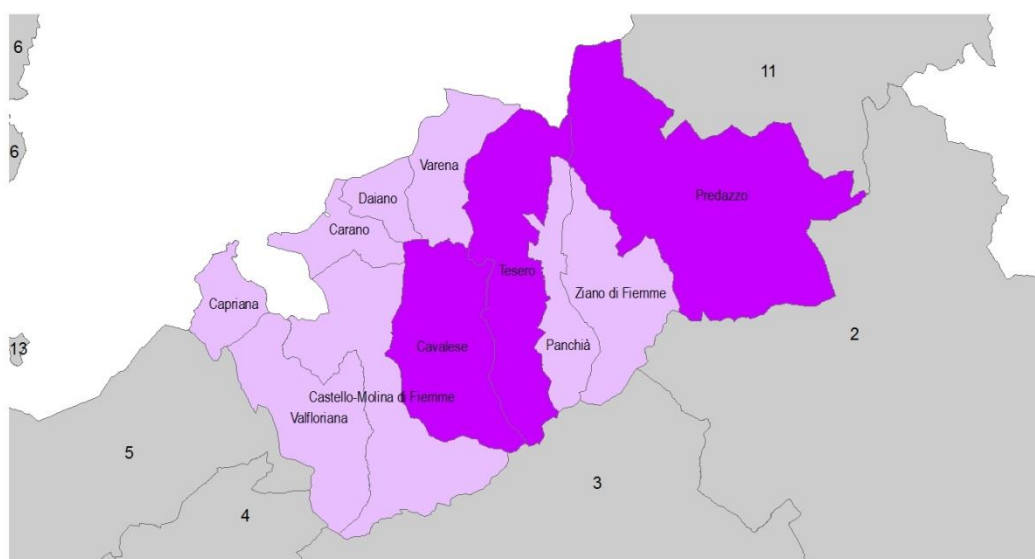 6
11
6
Varena
Daiano
Predazzo
Carano
Tesero
Ziano di Fiemme
Capriana
2
13
Cavalese
Panchià
Castello-Molina di Fiemme
Valfloriana
5
3
4